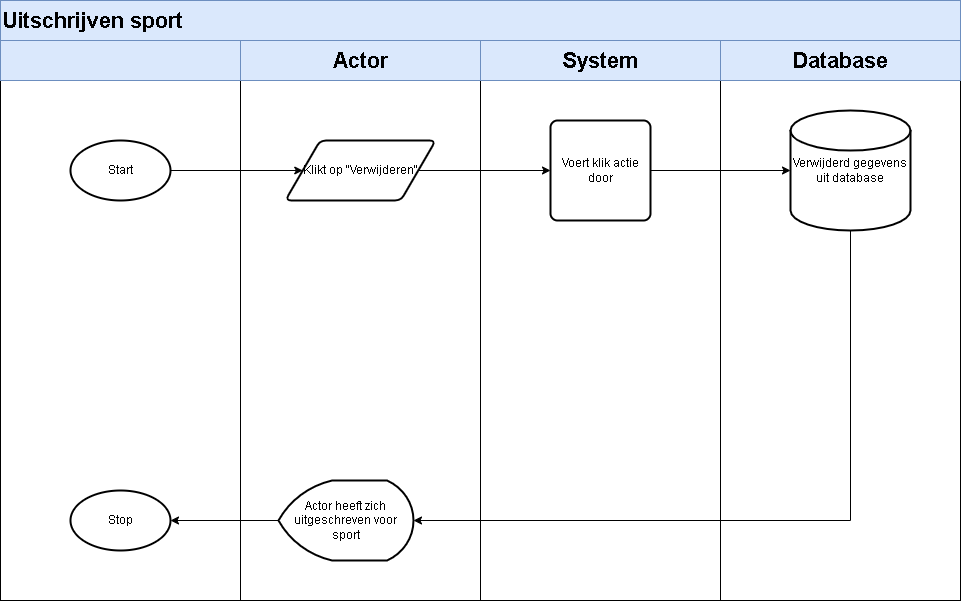 Uitschrijven sport
Actor
System
Database
Start
Klikt op "Verwijderen"
Voert klik actie
door
Verwijderd gegevens
uit database
Stop
Actor heeft zich
uitgeschreven voor
sport